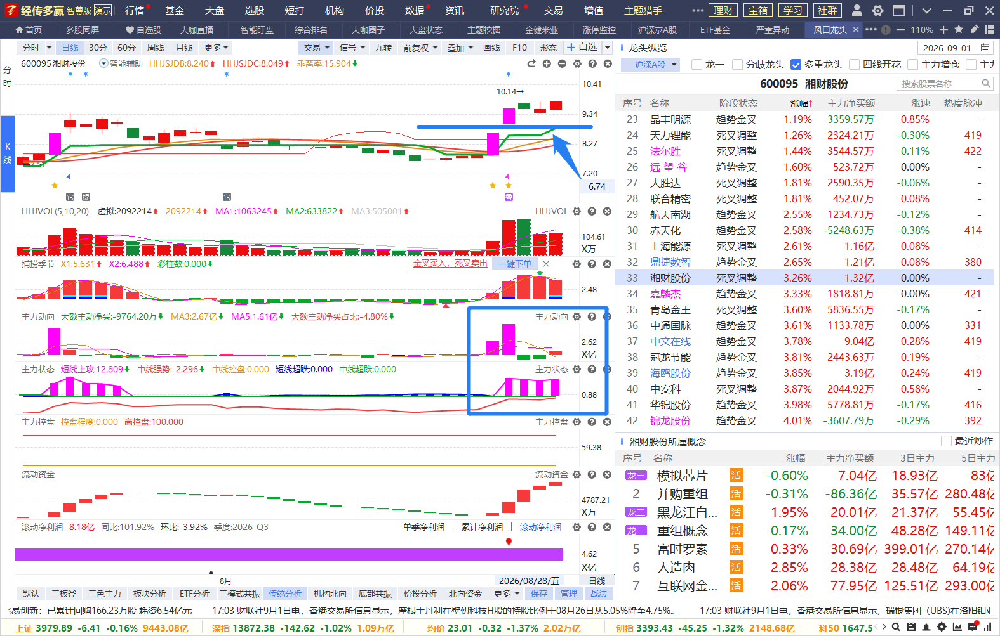 经传多赢 智尊版 演示 行情 基金 大盘 选股 短打 机构 价投 数据 资讯 研究院 交易 增值 主题猎手 理财 宝箱 学习 社群
首页 多股同屏 自选股 大咖直播 智能盯盘 综合排名 大咖圈子 大盘状态 主题挖掘 金健米业 涨停监控 沪深京A股 ETF基金 严重异动 风口龙头 110%
分时 日线 30分 60分 周线 月线 更多 交易 信号 九转 前复权 叠加 画线 F10 形态 自选
分时
K线
600095 湘财股份 智能辅助 HHJSJDB:8.240 HHJSJDC:8.049 乖离率:15.904
10.41
10.14
9.34
8.27
7.20
6.74
HHJVOL(5,10,20) 虚拟:2092214 2092214 MA1:1063245 MA2:633822 MA3:505001 HHJVOL
104.61
X万
捕捞季节 X1:5.631 X2:6.488 彩柱数:0.000 金叉买入，死叉卖出 一键下单
2.48
主力动向 大额主动净买:-9764.20万 MA3:2.67亿 MA5:1.61亿 大额主动净买占比:-4.80% 主力动向
2.62
X亿
主力状态 短线上攻:12.809 中线强势:-2.296 中线控盘:0.000 短线超跌:0.000 中线超跌:0.000 主力状态
0.88
主力控盘 控盘程度:0.000 高控盘:100.000 主力控盘
59.38
流动资金 流动资金
4787.21
X万
滚动净利润 8.18亿 同比:101.92% 环比:-3.92% 季度:2026-Q3 单季净利润 累计净利润 滚动净利润
4.62
X亿
8月 2026/08/28/五 日线
默认 三板斧 三色主力 板块分析 ETF分析 三模式共振 传统分析 机构北向 底部共振 价投分析 北向资金 更多 保存 管理 战法
龙头纵览 2026-09-01
沪深A股 龙一 分歧龙头 多重龙头 四线开花 主力增仓 主力
600095 湘财股份 搜索股票名称
序号 名称 阶段状态 涨幅↑ 主力净买额 涨速 热度脉冲
23 晶丰明源 趋势金叉 1.19% -3359.57万 0.85% -
24 天力锂能 死叉调整 1.26% 2324.21万 -0.30% 419
25 法尔胜 死叉调整 1.44% 3544.57万 -0.11% 422
26 远望谷 趋势金叉 1.60% 523.72万 0.00% -
27 大胜达 死叉调整 1.81% 2590.35万 -0.06% -
28 联合精密 死叉调整 1.81% 452.07万 0.08% -
29 航天南湖 趋势金叉 2.55% 1234.73万 -0.12% -
30 赤天化 趋势金叉 2.58% -5248.63万 -0.38% 414
31 上海能源 死叉调整 2.61% 1.16亿 0.08% -
32 鼎捷数智 趋势金叉 2.65% 1.21亿 0.08% 380
33 湘财股份 死叉调整 3.26% 1.32亿 0.00% -
34 嘉麟杰 趋势金叉 3.33% 1818.81万 0.00% 421
35 青岛金王 死叉调整 3.60% 5836.55万 -0.17% -
36 中通国脉 趋势金叉 3.61% 1133.78万 0.00% 331
37 中文在线 趋势金叉 3.78% 9.04亿 0.28% 419
38 冠龙节能 趋势金叉 3.81% 2443.63万 0.19% -
39 海鸥股份 死叉调整 3.85% 3.19亿 0.24% 419
40 中安科 死叉调整 3.87% 2044.92万 0.58% -
41 华锦股份 趋势金叉 3.98% 5778.81万 -0.17% 416
42 锦龙股份 趋势金叉 4.01% -3607.79万 -0.29% 392
湘财股份所属概念 最近炒作
序号 名称 涨幅 主力净买额 3日主力 5日主力
龙三 模拟芯片 活 -0.60% 7.04亿 18.93亿 83亿
2 并购重组 活 -0.31% -86.36亿 35.57亿 280.48亿
龙二 黑龙江自... 活 1.95% 20.01亿 21.37亿 55.45亿
龙一 重组概念 活 -0.17% -34.00亿 48.28亿 149.11亿
5 富时罗素 活 0.33% 30.69亿 399.01亿 270.14亿
6 人造肉 活 2.85% 28.38亿 28.48亿 64.19亿
7 互联网金... 活 2.06% 77.95亿 125.51亿 293.00亿
易创新：已累计回购166.23万股 耗资6.54亿元 17:03 财联社9月1日电，香港交易所信息显示，摩根士丹利在壁仞科技H股的持股比例于08月26日从5.05%降至4.75%。 17:03 财联社9月1日电，香港交易所信息显示，瑞银集团（UBS)在洛阳钼业
上证 3979.89 -6.41 -0.16% 9443.08亿 深指 13872.38 -142.62 -1.02% 1.09万亿 均价 23.01 -0.32 -1.37% 2.02万亿 创指 3393.43 -45.25 -1.32% 2148.68亿 科50 1647.5